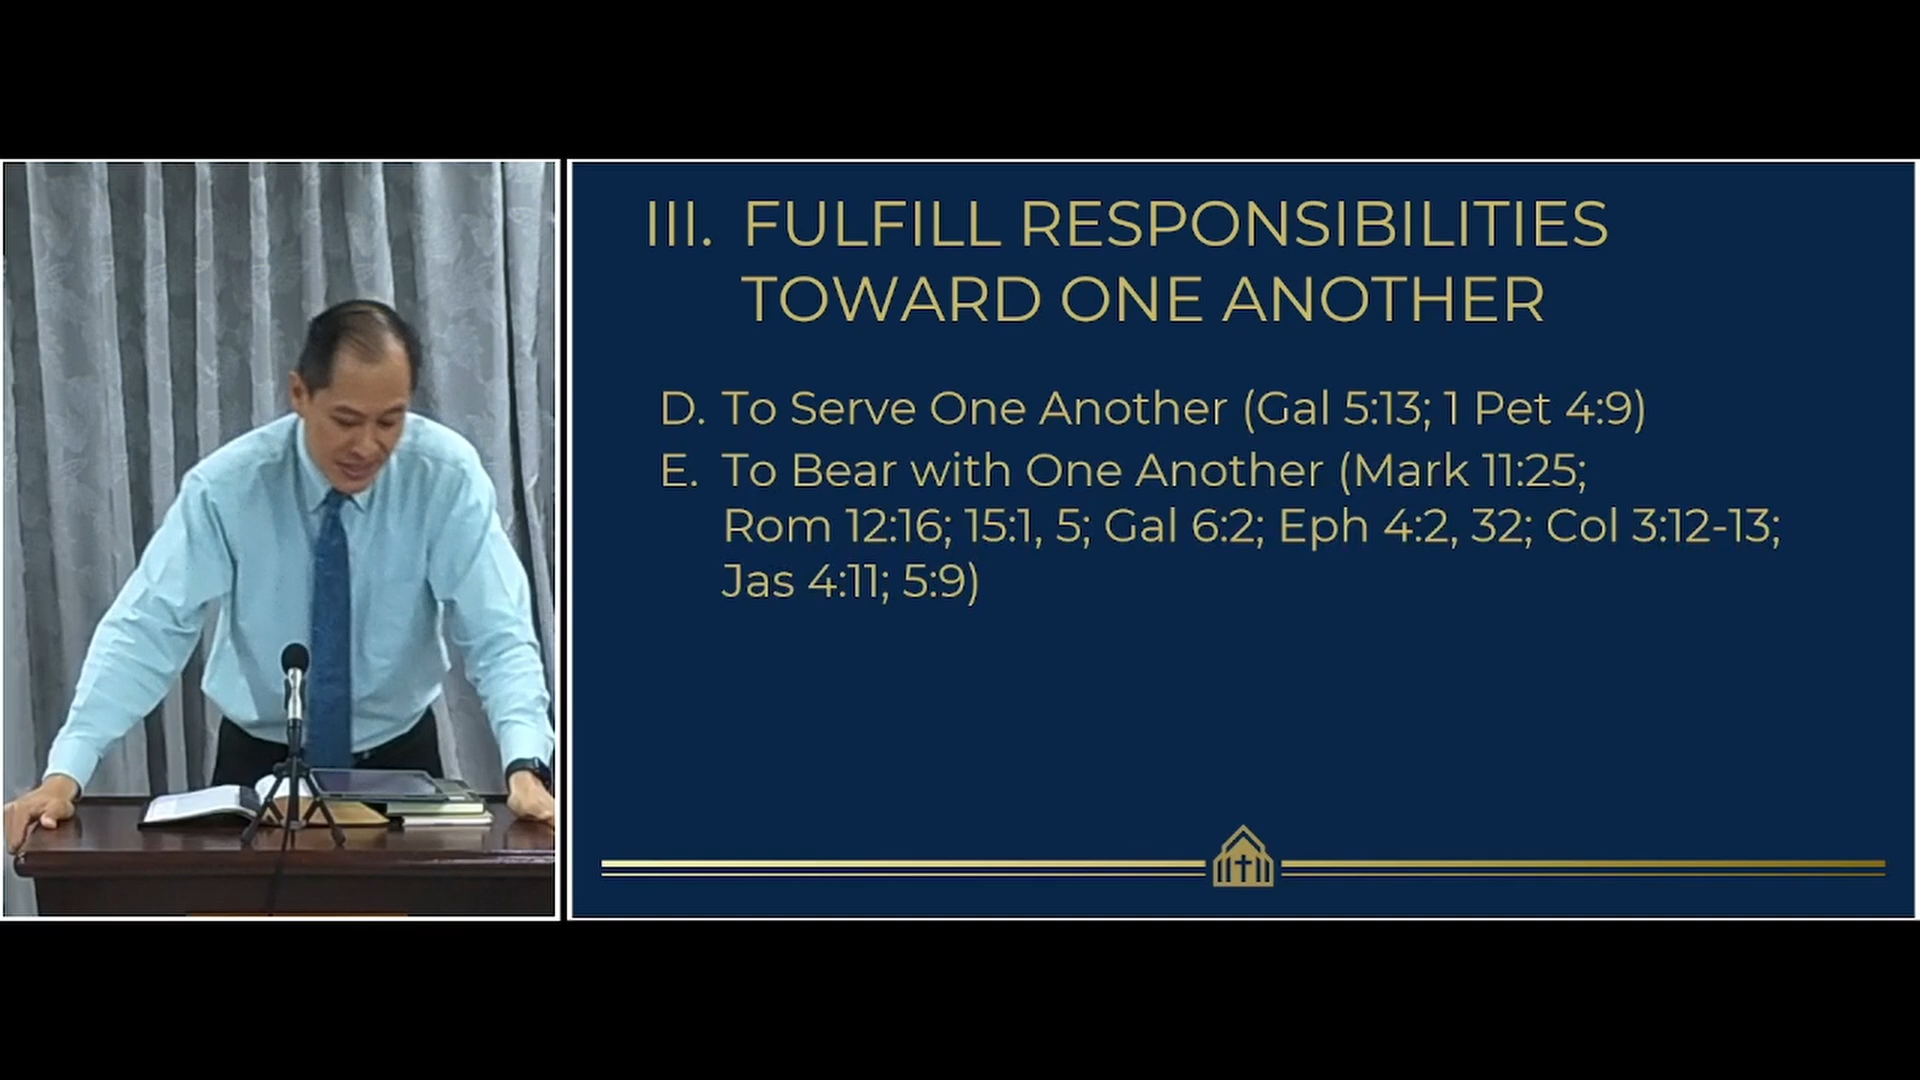 III. FULFILL RESPONSIBILITIES
TOWARD ONE ANOTHER
D. To Serve One Another (Gal 5:13; 1 Pet 4:9)
E. To Bear with One Another (Mark 11:25;
Rom 12:16; 15:1, 5; Gal 6:2; Eph 4:2, 32; Col 3:12-13;
Jas 4:11; 5:9)